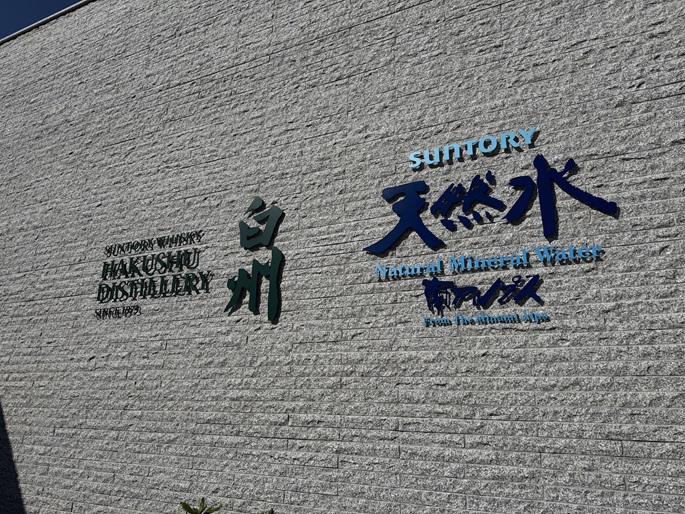 SUNTORY WHISKY
HAKUSHU
DISTILLERY
SINCE 1973
白州
SUNTORY
天然水
Natural Mineral Water
南アルプス
From The Minami Alps